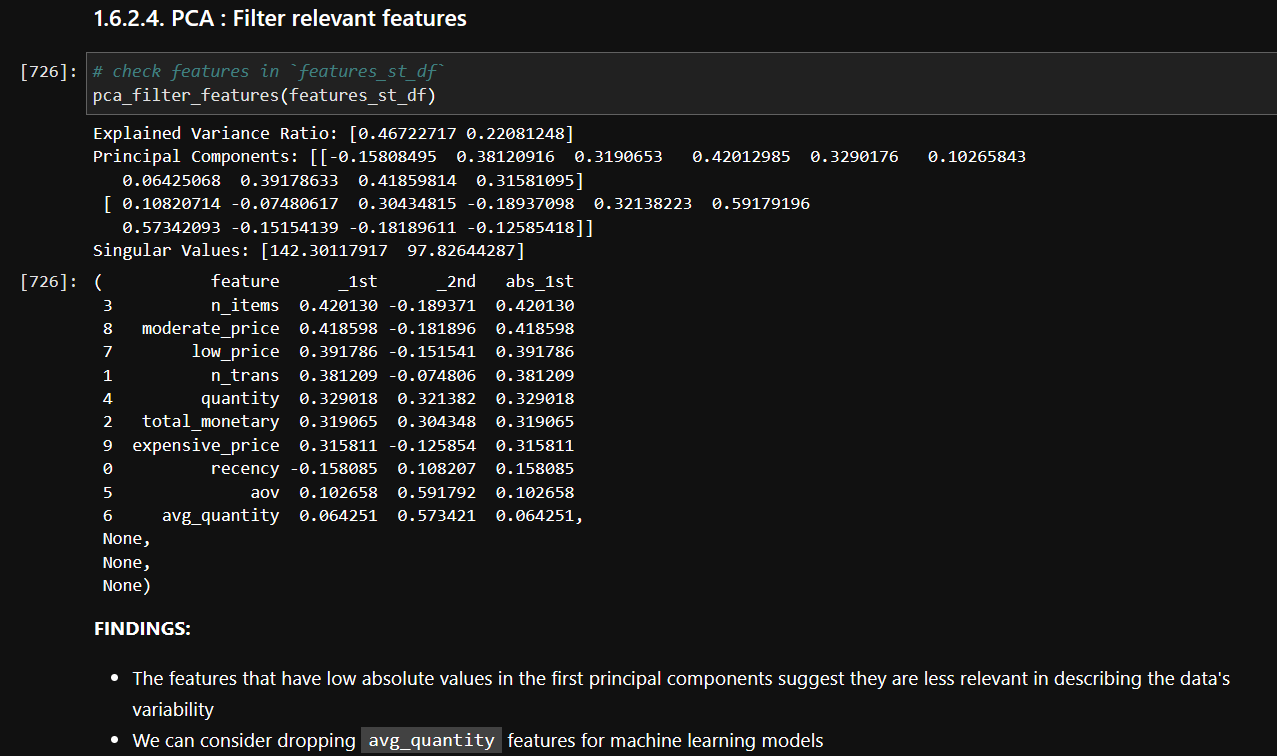 1.6.2.4. PCA : Filter relevant features
[726]: # check features in `features_st_df`
pca_filter_features(features_st_df)
Explained Variance Ratio: [0.46722717 0.22081248]
Principal Components: [[-0.15808495  0.38120916  0.3190653   0.42012985  0.3290176   0.10265843
   0.06425068  0.39178633  0.41859814  0.31581095]
 [ 0.10820714 -0.07480617  0.30434815 -0.18937098  0.32138223  0.59179196
   0.57342093 -0.15154139 -0.18189611 -0.12585418]]
Singular Values: [142.30117917  97.82644287]
[726]: (           feature      _1st      _2nd   abs_1st
 3          n_items  0.420130 -0.189371  0.420130
 8   moderate_price  0.418598 -0.181896  0.418598
 7        low_price  0.391786 -0.151541  0.391786
 1          n_trans  0.381209 -0.074806  0.381209
 4         quantity  0.329018  0.321382  0.329018
 2   total_monetary  0.319065  0.304348  0.319065
 9  expensive_price  0.315811 -0.125854  0.315811
 0          recency -0.158085  0.108207  0.158085
 5              aov  0.102658  0.591792  0.102658
 6     avg_quantity  0.064251  0.573421  0.064251,
 None,
 None,
 None)
FINDINGS:
• The features that have low absolute values in the first principal components suggest they are less relevant in describing the data's
variability
• We can consider dropping avg_quantity features for machine learning models